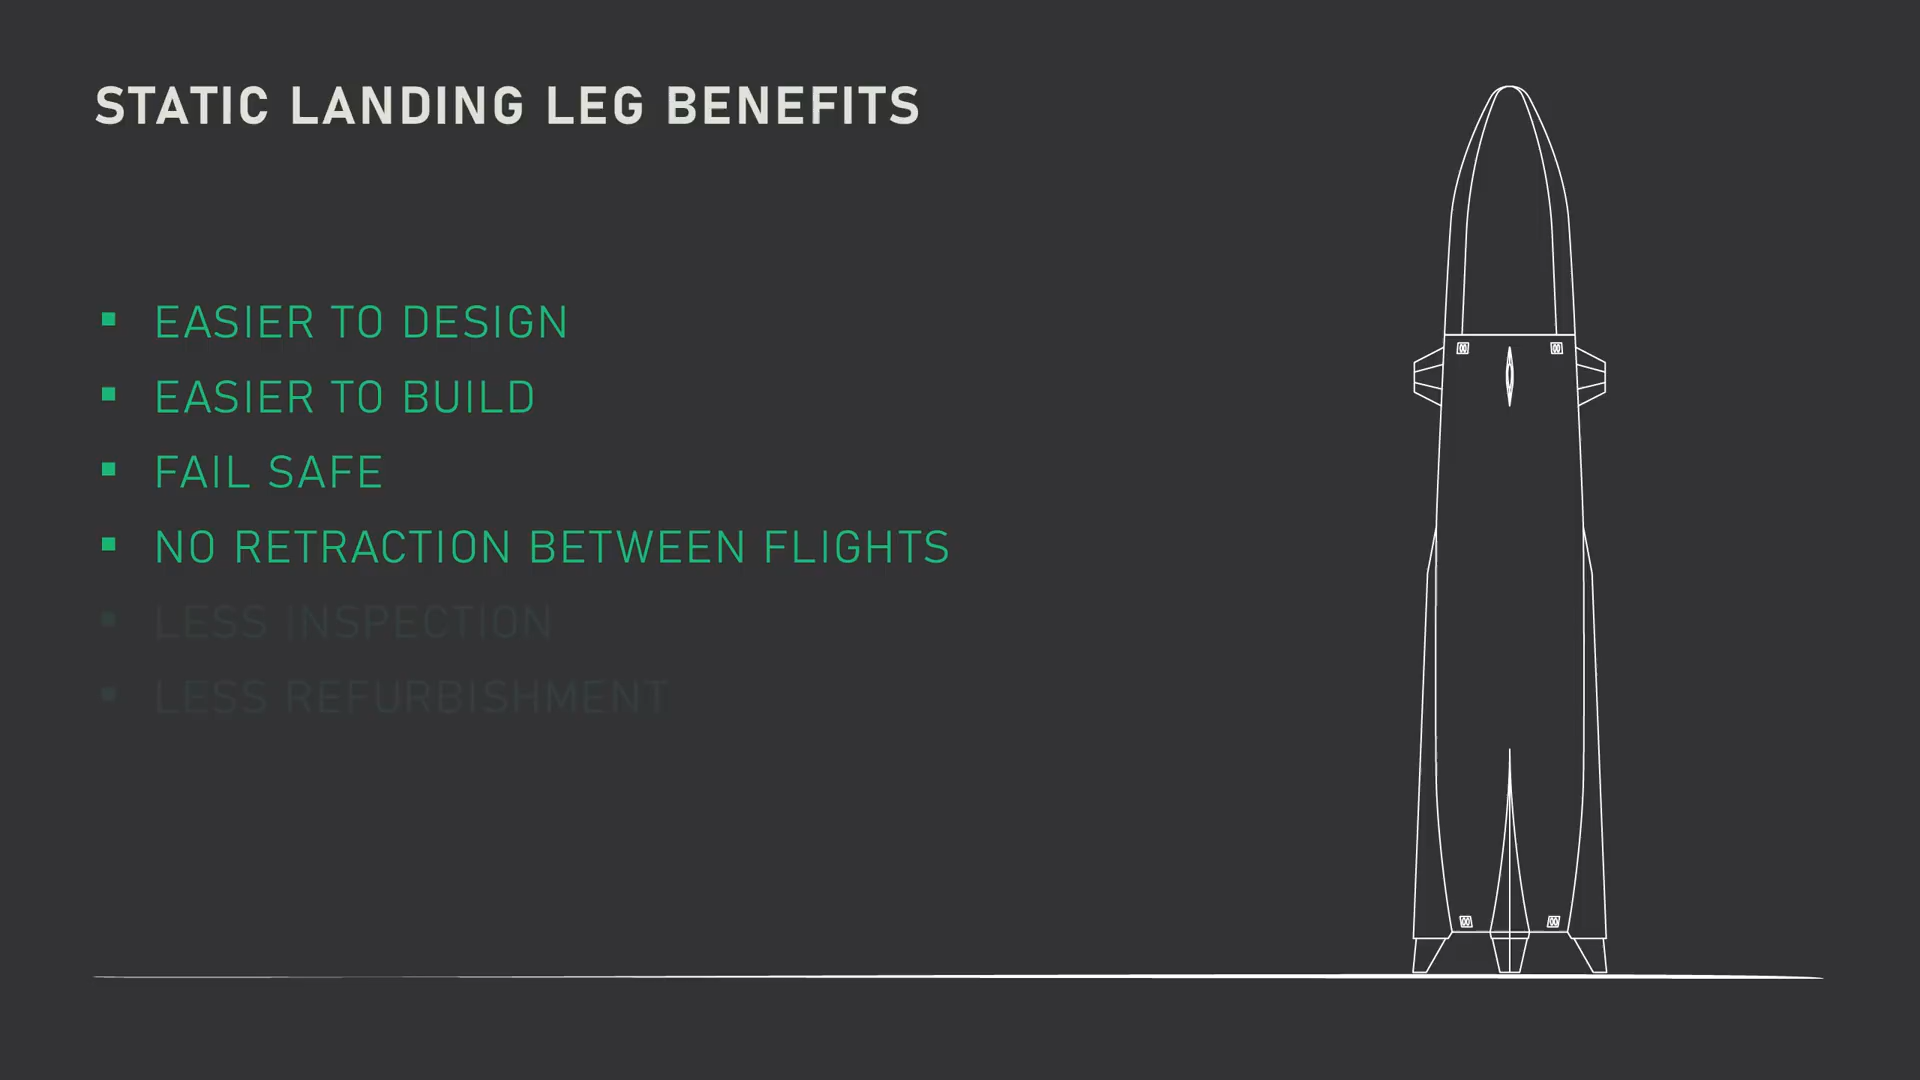 STATIC LANDING LEG BENEFITS
EASIER TO DESIGN
EASIER TO BUILD
FAIL SAFE
NO RETRACTION BETWEEN FLIGHTS
LESS INSPECTION
LESS REFURBISHMENT